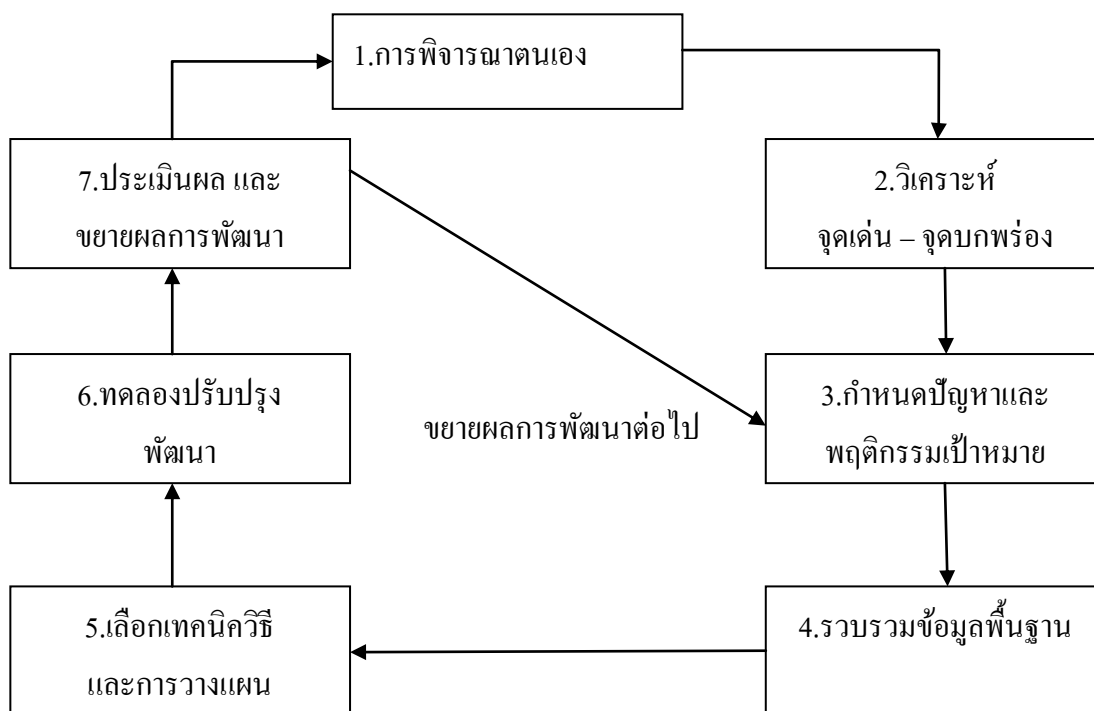 1.การพิจารณาตนเอง
2.วิเคราะห์
จุดเด่น – จุดบกพร่อง
3.กำหนดปัญหาและ
พฤติกรรมเป้าหมาย
4.รวบรวมข้อมูลพื้นฐาน
5.เลือกเทคนิควิธี
และการวางแผน
6.ทดลองปรับปรุง
พัฒนา
7.ประเมินผล และ
ขยายผลการพัฒนา
ขยายผลการพัฒนาต่อไป